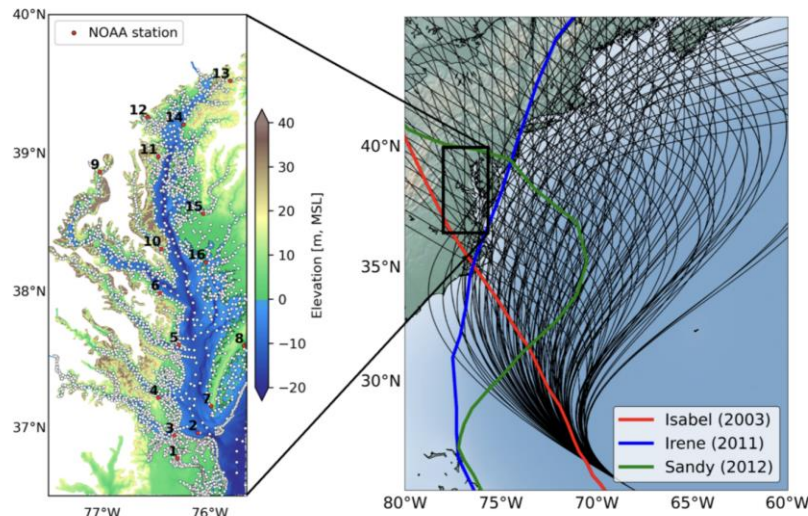 40°N
39°N
38°N
37°N
77°W
76°W
NOAA station
13
12
14
11
9
15
10
16
6
5
8
4
7
3
2
1
40
30
20
10
0
−10
−20
Elevation [m, MSL]
40°N
35°N
30°N
80°W
75°W
70°W
65°W
60°W
Isabel (2003)
Irene (2011)
Sandy (2012)